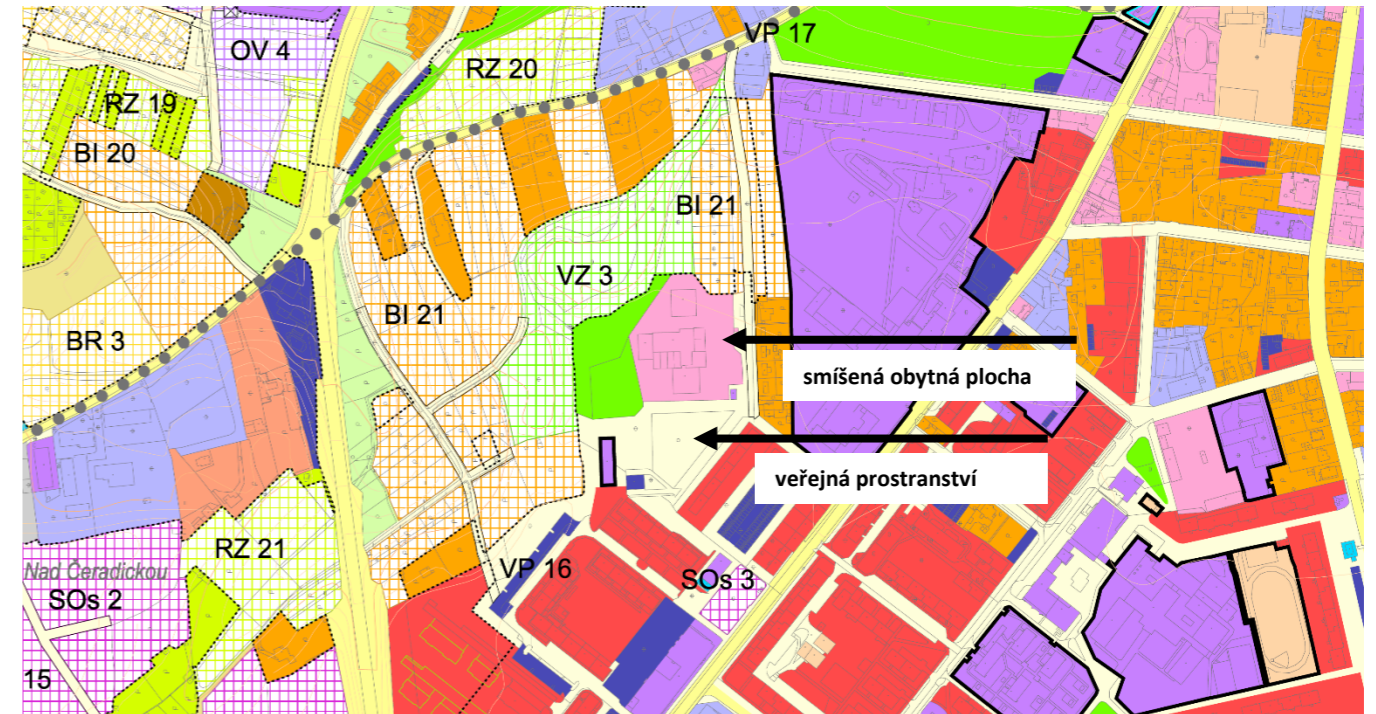 VP 17
OV 4
RZ 20
RZ 19
BI 20
BI 21
VZ 3
BI 21
BR 3
smíšená obytná plocha
veřejná prostranství
RZ 21
VP 16
Nad Čeradickou
SOs 3
SOs 2
15